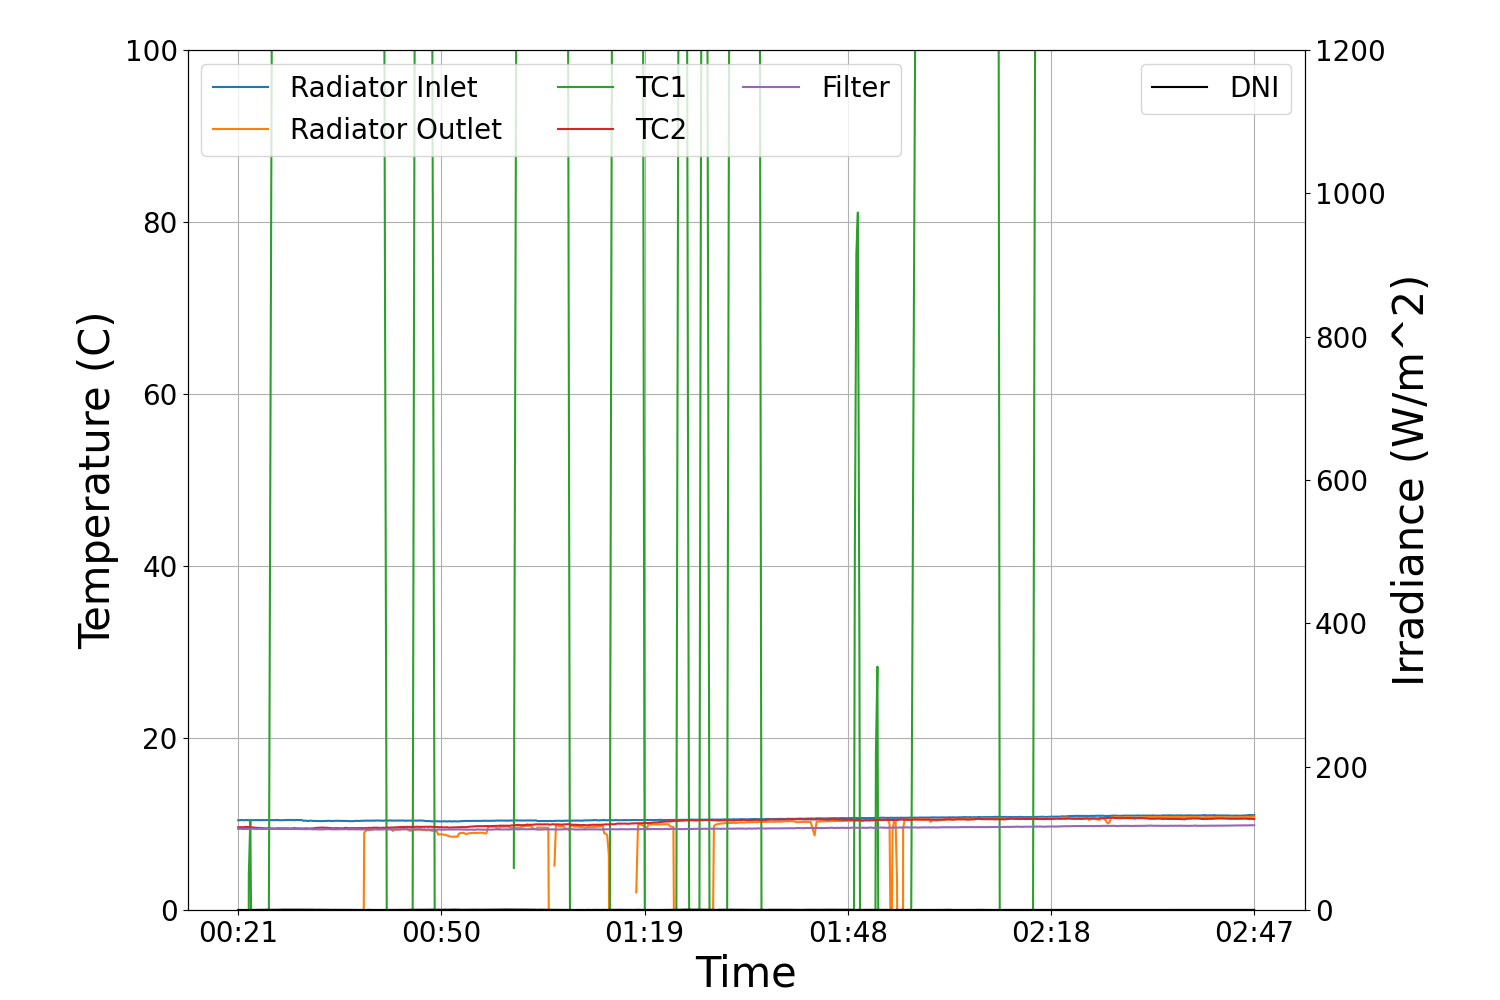 100
80
60
40
20
0
Temperature (C)
Radiator Inlet
Radiator Outlet
TC1
TC2
Filter
DNI
1200
1000
800
600
400
200
0
Irradiance (W/m^2)
00:21 00:50 01:19 01:48 02:18 02:47
Time